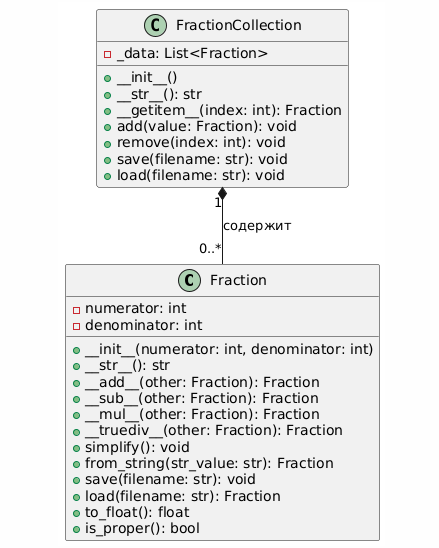 C FractionCollection
_data: List<Fraction>
__init__()
__str__(): str
__getitem__(index: int): Fraction
add(value: Fraction): void
remove(index: int): void
save(filename: str): void
load(filename: str): void
1
содержит
0..*
C Fraction
numerator: int
denominator: int
__init__(numerator: int, denominator: int)
__str__(): str
__add__(other: Fraction): Fraction
__sub__(other: Fraction): Fraction
__mul__(other: Fraction): Fraction
__truediv__(other: Fraction): Fraction
simplify(): void
from_string(str_value: str): Fraction
save(filename: str): void
load(filename: str): Fraction
to_float(): float
is_proper(): bool